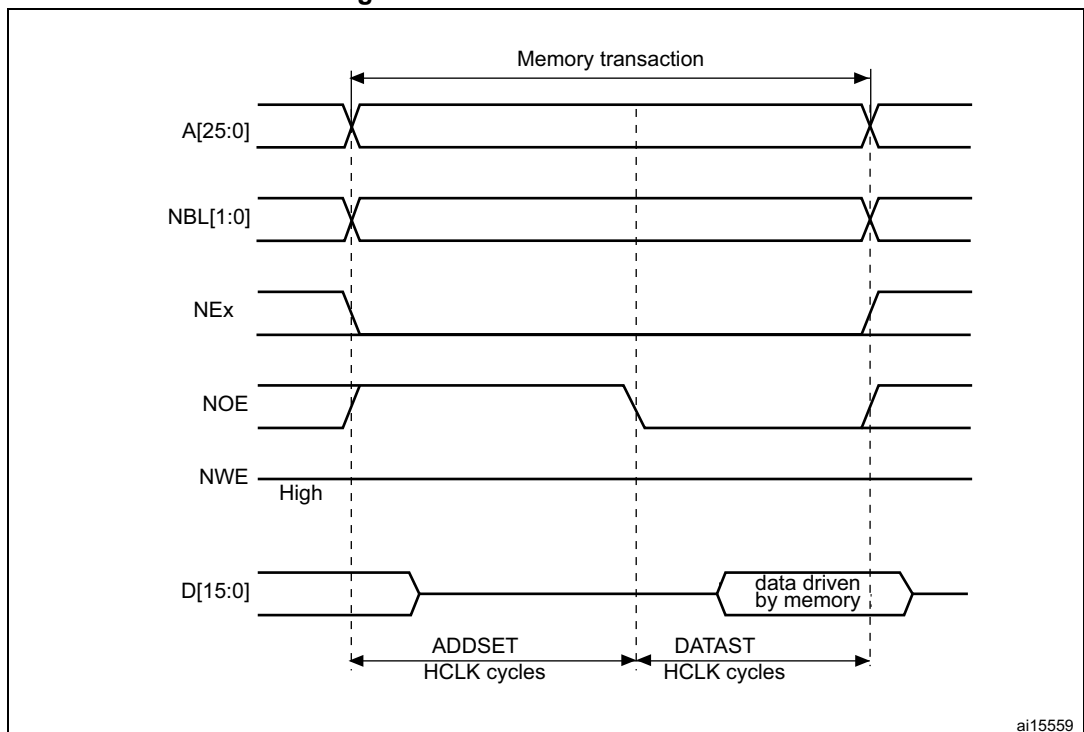 Memory transaction
A[25:0]
NBL[1:0]
NEx
NOE
NWE
High
D[15:0]
data driven
by memory
ADDSET
HCLK cycles
DATAST
HCLK cycles
ai15559